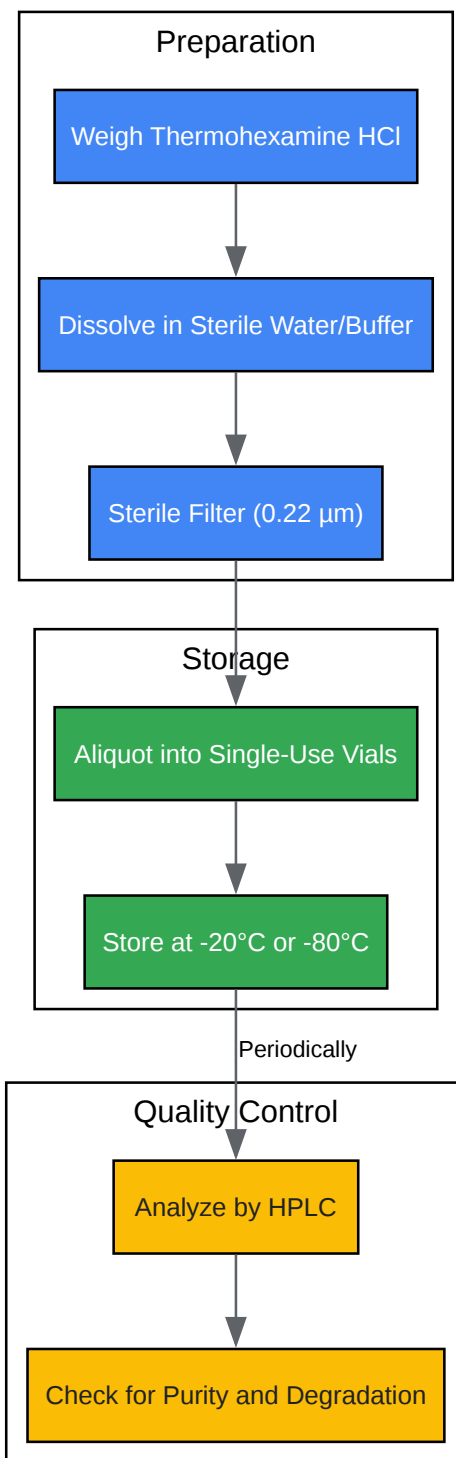 Preparation
Weigh Thermohexamine HCl
Dissolve in Sterile Water/Buffer
Sterile Filter (0.22 µm)
Storage
Aliquot into Single-Use Vials
Store at -20°C or -80°C
Periodically
Quality Control
Analyze by HPLC
Check for Purity and Degradation